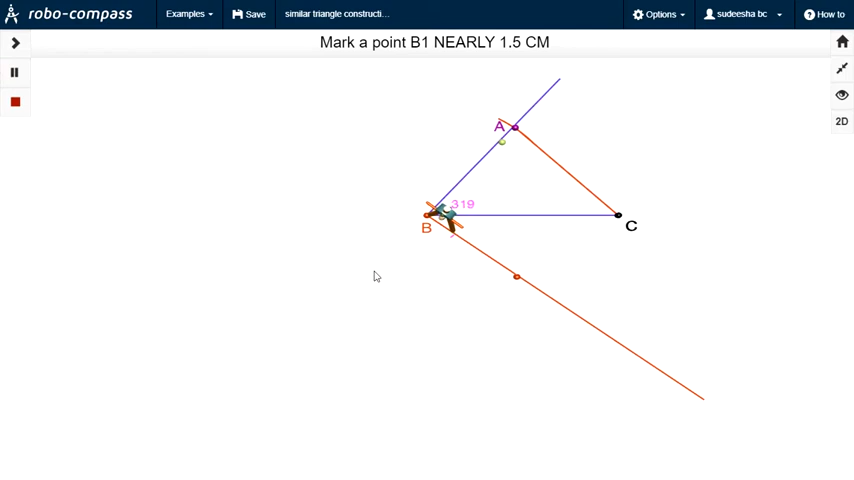 robo-compass Examples Save similar triangle constructi... Options sudeesha bc How to
Mark a point B1 NEARLY 1.5 CM
2D
A
319
B
C